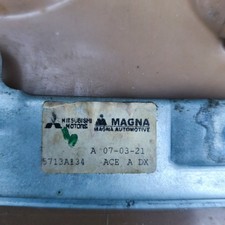 MITSUBISHI
MOTORS
MAGNA
MAGNA AUTOMOTIVE
A 07-03-21
5713A134 ACE A DX